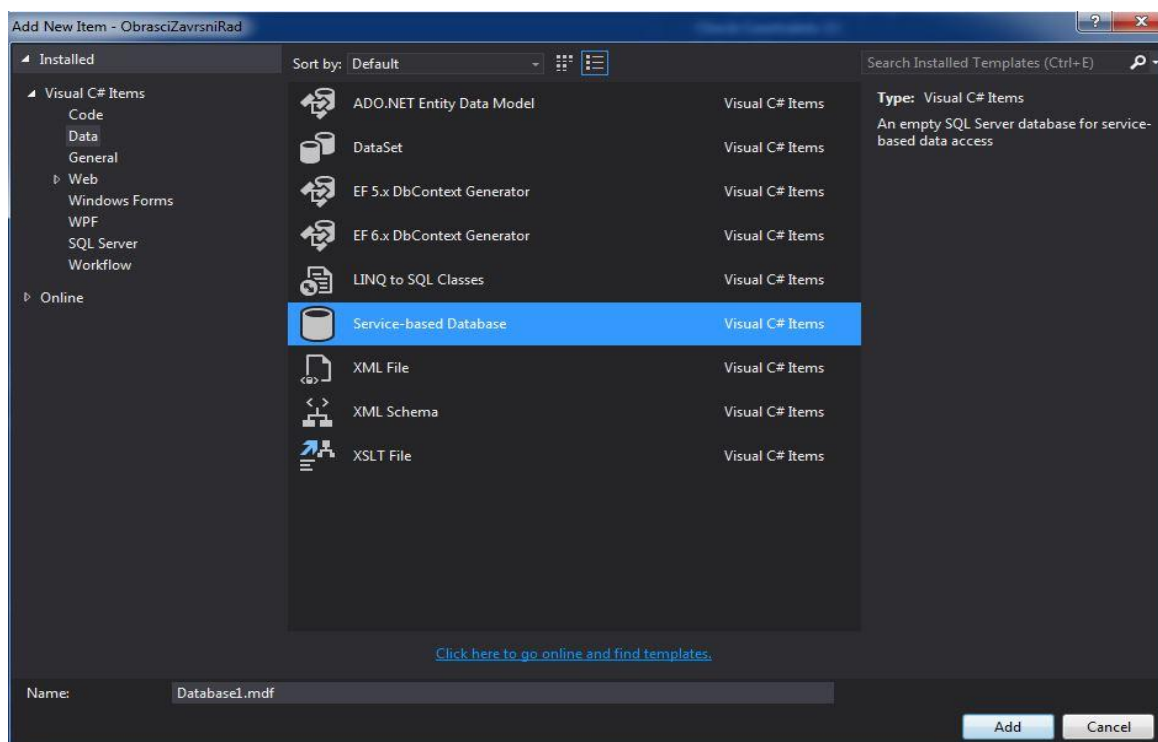 Add New Item - ObrasciZavrsniRad
Installed
Visual C# Items
Code
Data
General
Web
Windows Forms
WPF
SQL Server
Workflow
Online
Sort by: Default
ADO.NET Entity Data Model Visual C# Items
DataSet Visual C# Items
EF 5.x DbContext Generator Visual C# Items
EF 6.x DbContext Generator Visual C# Items
LINQ to SQL Classes Visual C# Items
Service-based Database Visual C# Items
XML File Visual C# Items
XML Schema Visual C# Items
XSLT File Visual C# Items
Click here to go online and find templates.
Search Installed Templates (Ctrl+E)
Type: Visual C# Items
An empty SQL Server database for service-
based data access
Name: Database1.mdf
Add Cancel